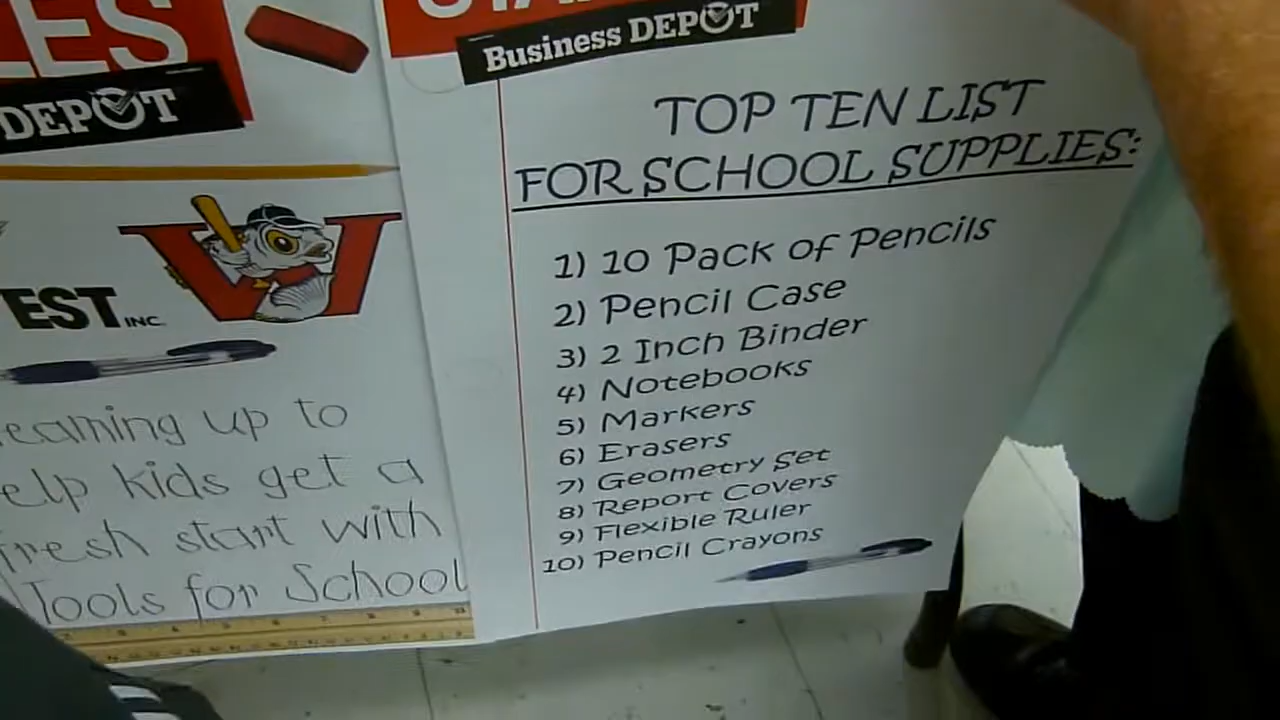 DEPOT
EST INC.
eaming up to
elp kids get a
fresh start with
Tools for School
Business DEPOT
TOP TEN LIST
FOR SCHOOL SUPPLIES:
1) 10 Pack of Pencils
2) Pencil Case
3) 2 Inch Binder
4) Notebooks
5) Markers
6) Erasers
7) Geometry Set
8) Report Covers
9) Flexible Ruler
10) Pencil Crayons